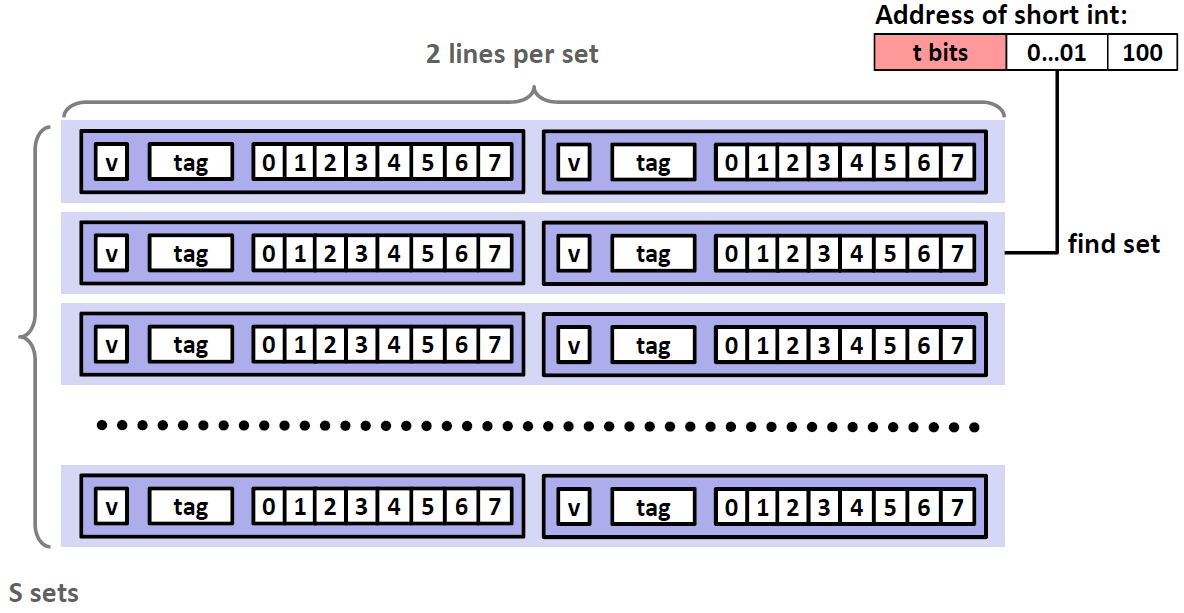 Address of short int:
t bits 0...01 100
2 lines per set
v tag 0 1 2 3 4 5 6 7 v tag 0 1 2 3 4 5 6 7
v tag 0 1 2 3 4 5 6 7 v tag 0 1 2 3 4 5 6 7
find set
v tag 0 1 2 3 4 5 6 7 v tag 0 1 2 3 4 5 6 7
v tag 0 1 2 3 4 5 6 7 v tag 0 1 2 3 4 5 6 7
S sets